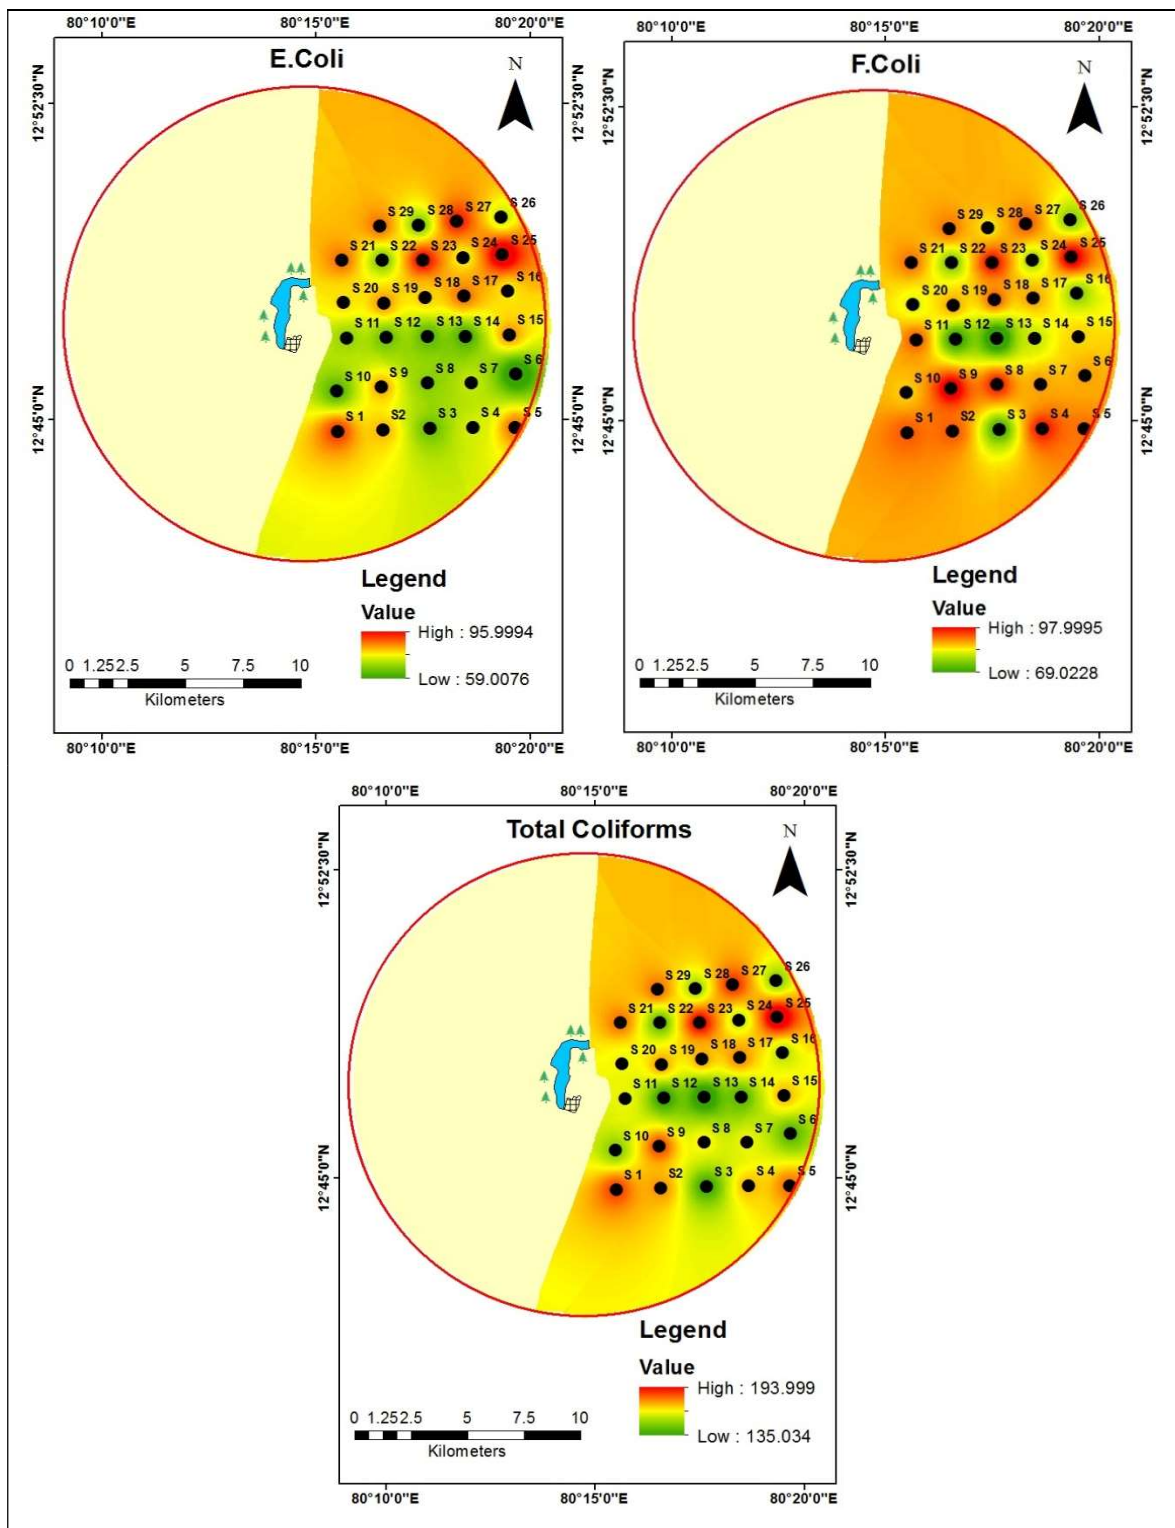 80°10'0"E 80°15'0"E 80°20'0"E
E.Coli
N
12°52'30"N 12°52'30"N
S 29 S 28 S 27 S 26
S 21 S 22 S 23 S 24 S 25
S 20 S 19 S 18 S 17 S 16
S 11 S 12 S 13 S 14 S 15
S 10 S 9 S 8 S 7 S 6
S 1 S2 S 3 S 4 S 5
12°45'0"N 12°45'0"N
Legend
Value
High : 95.9994
Low : 59.0076
0 1.25 2.5 5 7.5 10
Kilometers
80°10'0"E 80°15'0"E 80°20'0"E
80°10'0"E 80°15'0"E 80°20'0"E
F.Coli
N
12°52'30"N 12°52'30"N
S 29 S 28 S 27 S 26
S 21 S 22 S 23 S 24 S 25
S 20 S 19 S 18 S 17 S 16
S 11 S 12 S 13 S 14 S 15
S 10 S 9 S 8 S 7 S 6
S 1 S2 S 3 S 4 S 5
12°45'0"N 12°45'0"N
Legend
Value
High : 97.9995
Low : 69.0228
0 1.25 2.5 5 7.5 10
Kilometers
80°10'0"E 80°15'0"E 80°20'0"E
80°10'0"E 80°15'0"E 80°20'0"E
Total Coliforms
N
12°52'30"N 12°52'30"N
S 29 S 28 S 27 S 26
S 21 S 22 S 23 S 24 S 25
S 20 S 19 S 18 S 17 S 16
S 11 S 12 S 13 S 14 S 15
S 10 S 9 S 8 S 7 S 6
S 1 S2 S 3 S 4 S 5
12°45'0"N 12°45'0"N
Legend
Value
High : 193.999
Low : 135.034
0 1.25 2.5 5 7.5 10
Kilometers
80°10'0"E 80°15'0"E 80°20'0"E